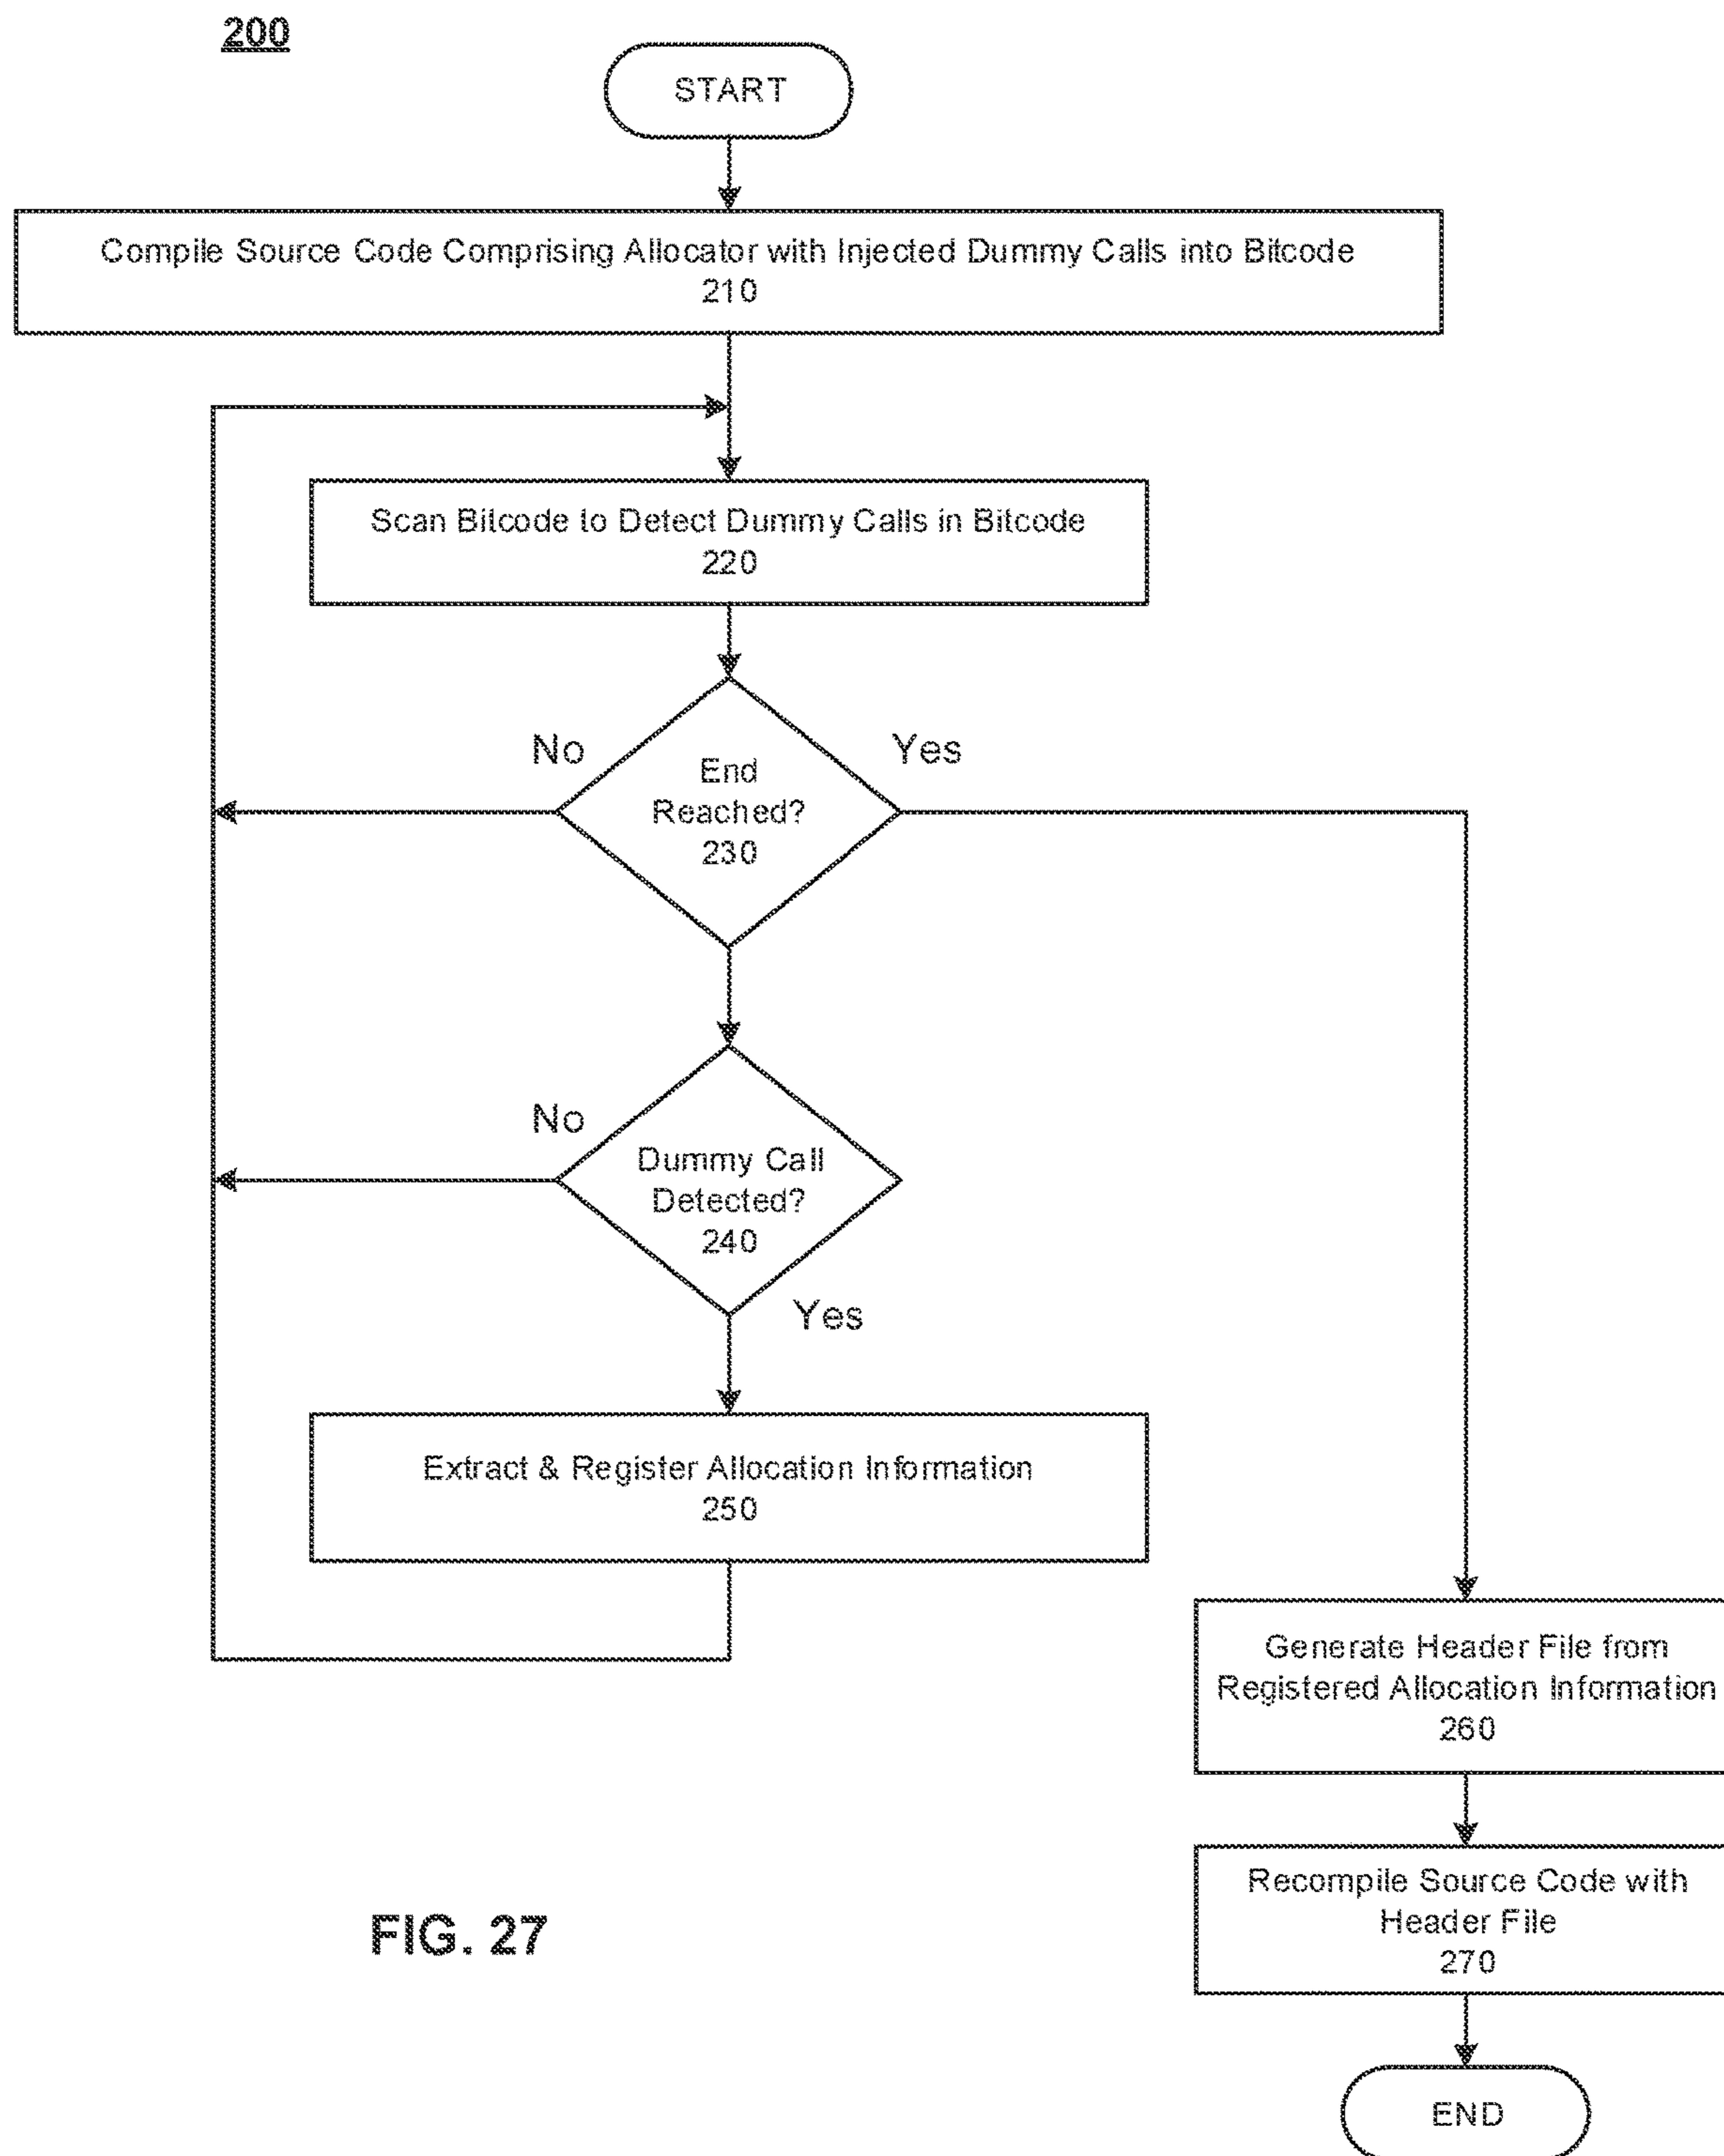 200
START
Compile Source Code Comprising Allocator with Injected Dummy Calls into Bitcode
210
Scan Bitcode to Detect Dummy Calls in Bitcode
220
No
Yes
End
Reached?
230
No
Dummy Call
Detected?
240
Yes
Extract & Register Allocation Information
250
Generate Header File from
Registered Allocation Information
260
Recompile Source Code with
Header File
270
FIG. 27
END